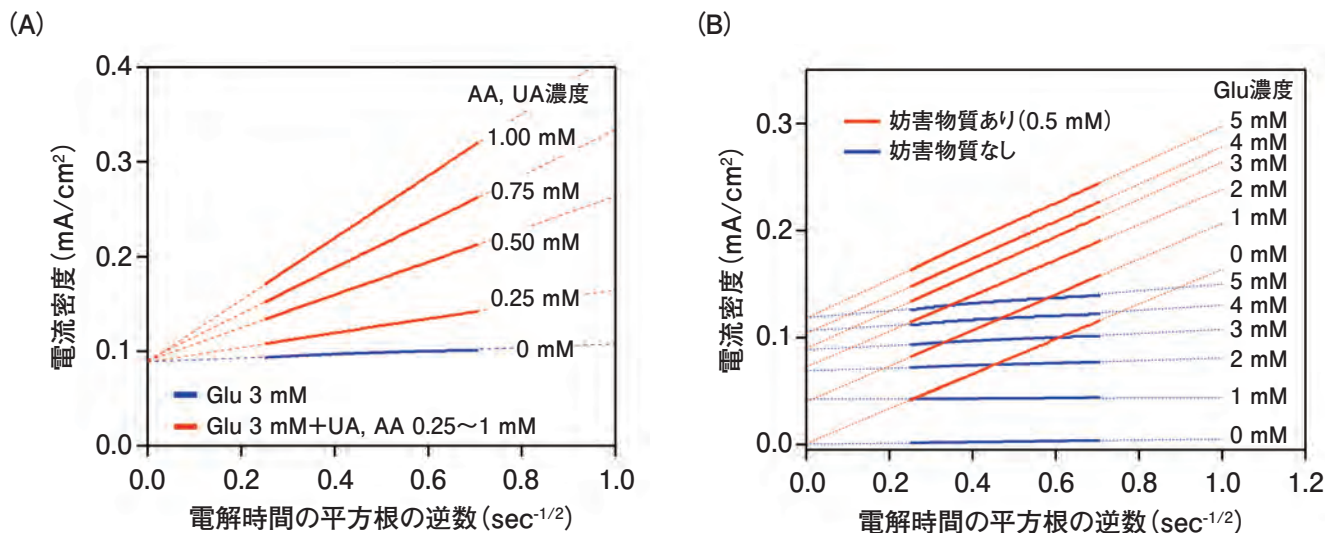 (A)
電流密度(mA/cm²)
0.4
0.3
0.2
0.1
0.0
AA, UA濃度
1.00 mM
0.75 mM
0.50 mM
0.25 mM
0 mM
Glu 3 mM
Glu 3 mM+UA, AA 0.25~1 mM
0.0 0.2 0.4 0.6 0.8 1.0
電解時間の平方根の逆数(sec⁻¹/²)
(B)
電流密度(mA/cm²)
0.3
0.2
0.1
0.0
妨害物質あり(0.5 mM)
妨害物質なし
Glu濃度
5 mM
4 mM
3 mM
2 mM
1 mM
0 mM
5 mM
4 mM
3 mM
2 mM
1 mM
0 mM
0.0 0.2 0.4 0.6 0.8 1.0 1.2
電解時間の平方根の逆数(sec⁻¹/²)